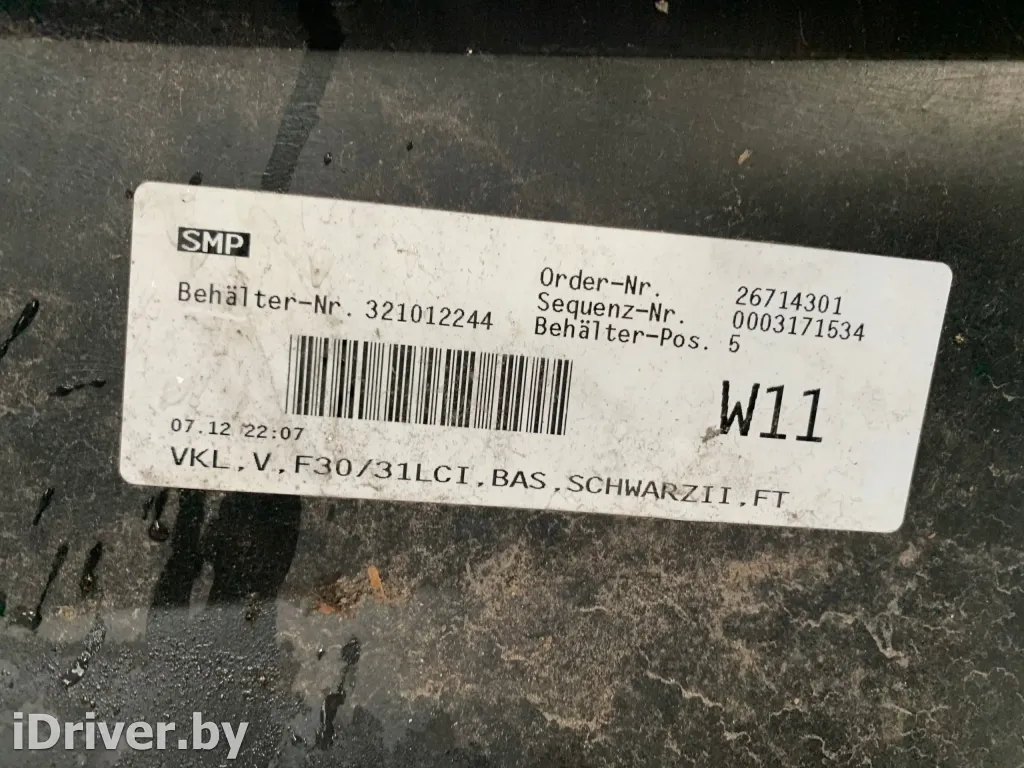 SMP
Behälter-Nr. 321012244
Order-Nr. 26714301
Sequenz-Nr. 0003171534
Behälter-Pos. 5
W11
07.12 22:07
VKL,V,F30/31LCI,BAS,SCHWARZII,FT
iDriver.by